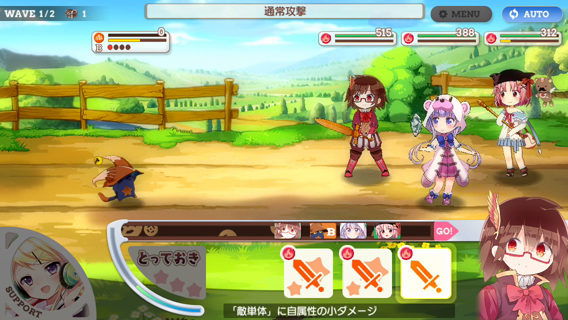 WAVE 1/2 1
通常攻撃
MENU
AUTO
0
B
515
388
312
B
GO!
とっておき
SUPPORT
「敵単体」に自属性の小ダメージ